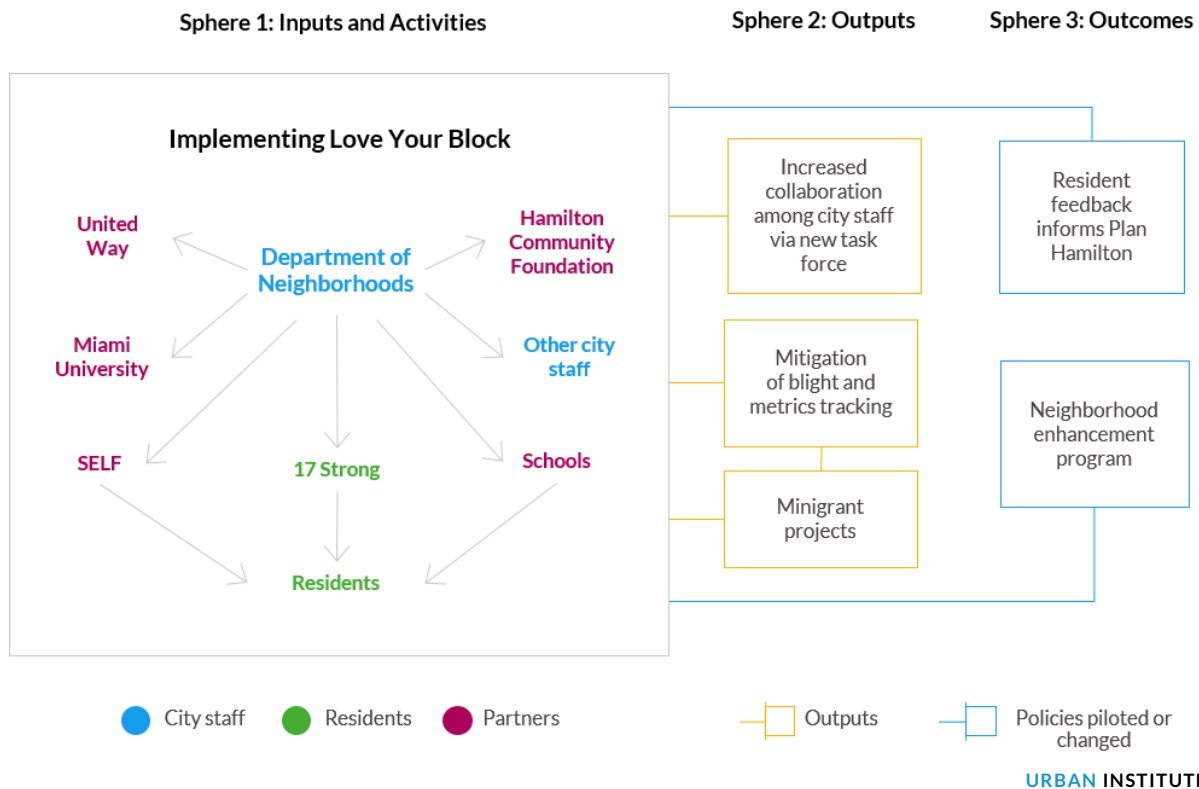 Sphere 1: Inputs and Activities
Sphere 2: Outputs
Sphere 3: Outcomes
Implementing Love Your Block
United
Way
Department of
Neighborhoods
Hamilton
Community
Foundation
Miami
University
Other city
staff
SELF
17 Strong
Schools
Residents
Increased
collaboration
among city staff
via new task
force
Mitigation
of blight and
metrics tracking
Minigrant
projects
Resident
feedback
informs Plan
Hamilton
Neighborhood
enhancement
program
City staff
Residents
Partners
Outputs
Policies piloted or
changed
URBAN INSTITUTE